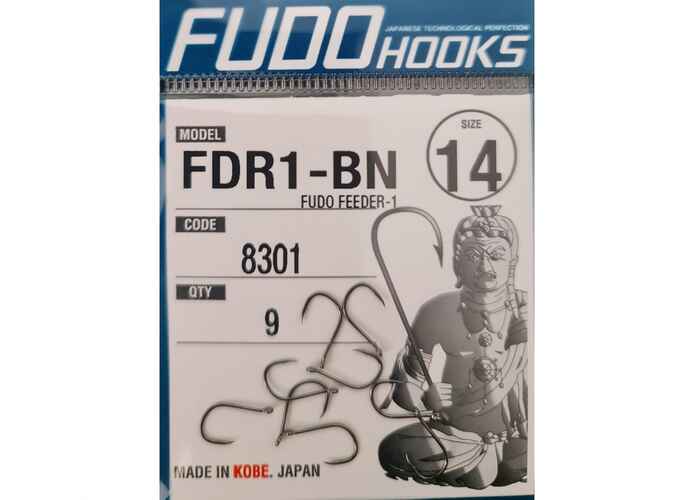 FUDO HOOKS
JAPANESE TECHNOLOGICAL PERFECTION
MODEL
FDR1-BN
FUDO FEEDER-1
SIZE
14
CODE
8301
QTY
9
MADE IN KOBE. JAPAN